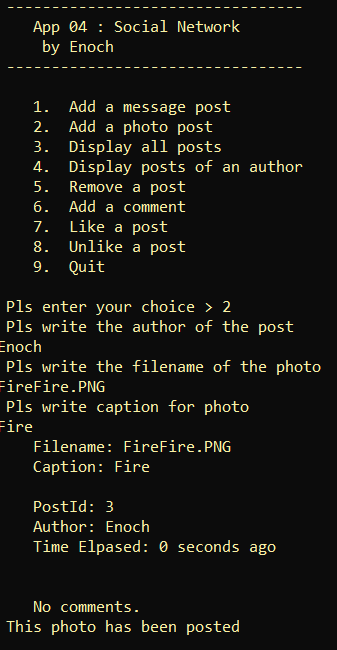 ---------------------------------
App 04 : Social Network
by Enoch
---------------------------------
1. Add a message post
2. Add a photo post
3. Display all posts
4. Display posts of an author
5. Remove a post
6. Add a comment
7. Like a post
8. Unlike a post
9. Quit
Pls enter your choice > 2
Pls write the author of the post
Enoch
Pls write the filename of the photo
FireFire.PNG
Pls write caption for photo
Fire
Filename: FireFire.PNG
Caption: Fire
PostId: 3
Author: Enoch
Time Elpased: 0 seconds ago
No comments.
This photo has been posted